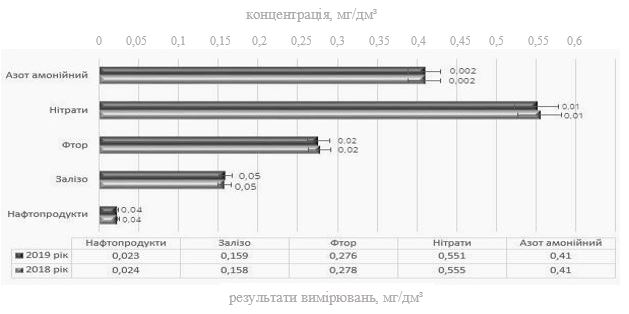 концентрація, мг/дм³
0 0,05 0,1 0,15 0,2 0,25 0,3 0,35 0,4 0,45 0,5 0,55 0,6
Азот амонійний 0,002
0,002
Нітрати 0.01
0.01
Фтор 0.02
0.02
Залізо 0,05
0,05
Нафтопродукти 0.04
0.04
Нафтопродукти Залізо Фтор Нітрати Азот амонійний
2019 рік 0,023 0,159 0,276 0,551 0,41
2018 рік 0,024 0,158 0,278 0,555 0,41
результати вимірювань, мг/дм³